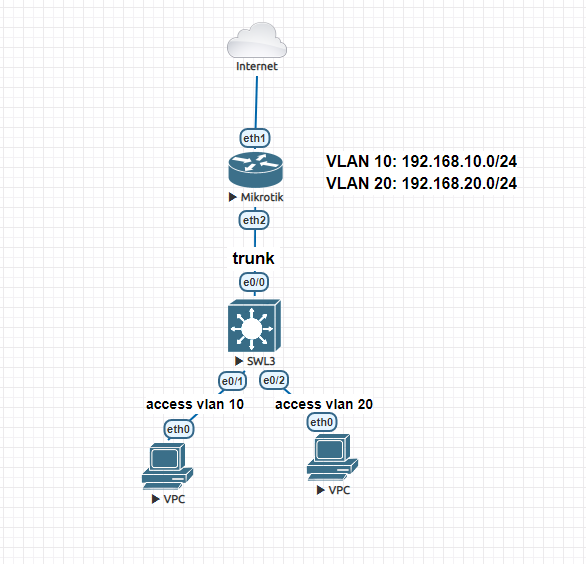 Internet
eth1
VLAN 10: 192.168.10.0/24
VLAN 20: 192.168.20.0/24
Mikrotik
eth2
trunk
e0/0
SWL3
e0/1
e0/2
access vlan 10
access vlan 20
eth0
eth0
VPC
VPC